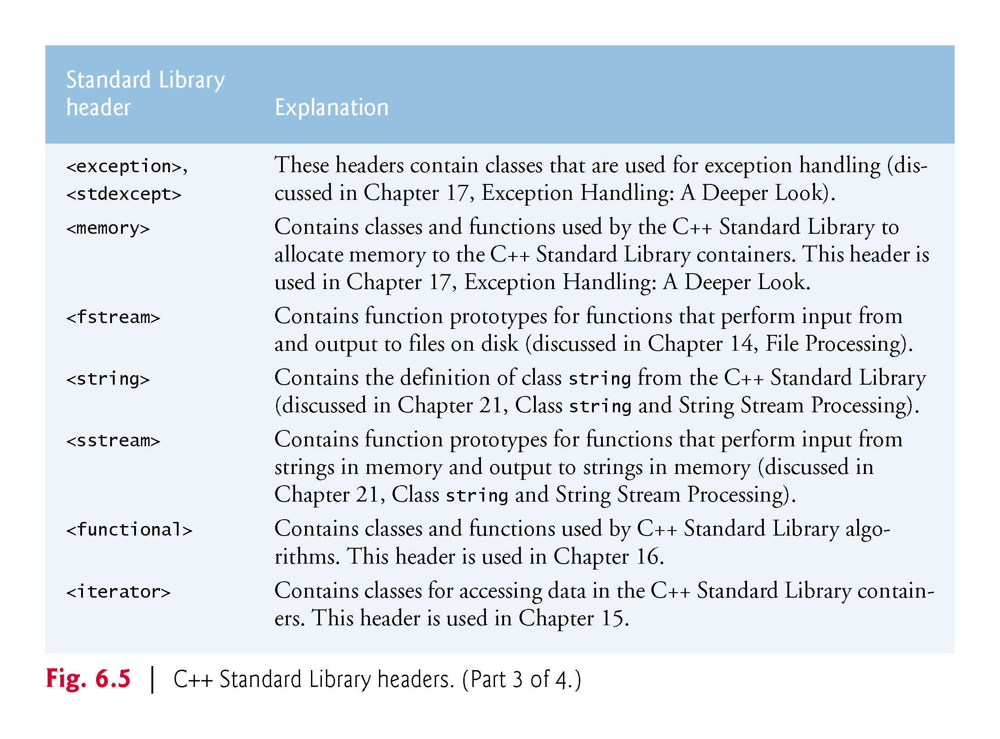 Standard Library
header Explanation
<exception>, These headers contain classes that are used for exception handling (dis-
<stdexcept> cussed in Chapter 17, Exception Handling: A Deeper Look).
<memory> Contains classes and functions used by the C++ Standard Library to
allocate memory to the C++ Standard Library containers. This header is
used in Chapter 17, Exception Handling: A Deeper Look.
<fstream> Contains function prototypes for functions that perform input from
and output to files on disk (discussed in Chapter 14, File Processing).
<string> Contains the definition of class string from the C++ Standard Library
(discussed in Chapter 21, Class string and String Stream Processing).
<sstream> Contains function prototypes for functions that perform input from
strings in memory and output to strings in memory (discussed in
Chapter 21, Class string and String Stream Processing).
<functional> Contains classes and functions used by C++ Standard Library algo-
rithms. This header is used in Chapter 16.
<iterator> Contains classes for accessing data in the C++ Standard Library contain-
ers. This header is used in Chapter 15.
Fig. 6.5 | C++ Standard Library headers. (Part 3 of 4.)